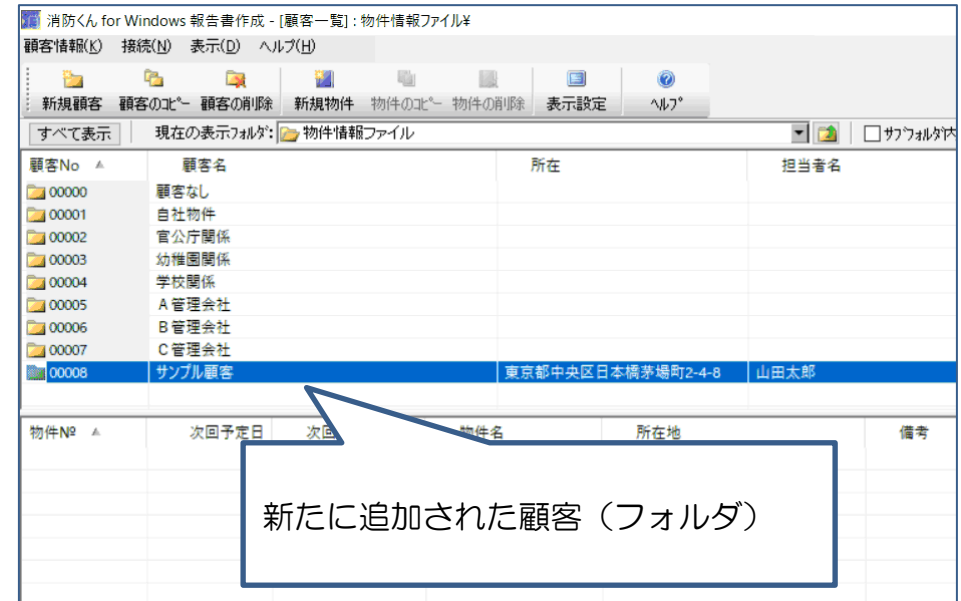 消防くん for Windows 報告書作成 - [顧客一覧] : 物件情報ファイル¥
顧客情報(K) 接続(N) 表示(D) ヘルプ(H)
新規顧客 顧客のｺﾋﾟｰ 顧客の削除 新規物件 物件のｺﾋﾟｰ 物件の削除 表示設定 ﾍﾙﾌﾟ
すべて表示 現在の表示ﾌｫﾙﾀﾞ: 物件情報ファイル ｻﾌﾞﾌｫﾙﾀﾞ内
顧客No 顧客名 所在 担当者名
00000 顧客なし
00001 自社物件
00002 官公庁関係
00003 幼稚園関係
00004 学校関係
00005 A管理会社
00006 B管理会社
00007 C管理会社
00008 サンプル顧客 東京都中央区日本橋茅場町2-4-8 山田太郎
物件№ 次回予定日 次回 物件名 所在地 備考
新たに追加された顧客（フォルダ）